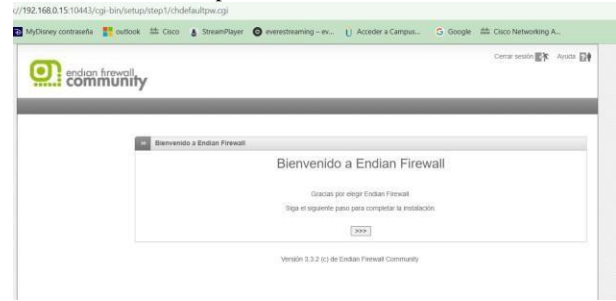 ://192.168.0.15:10443/cgi-bin/setup/step1/chdefaultpw.cgi
MyDisney contraseña outlook Cisco StreamPlayer everestreaming – ev... Acceder a Campus... Google Cisco Networking A...
Cerrar sesión Ayuda
endian firewall
community
Bienvenido a Endian Firewall
Bienvenido a Endian Firewall
Gracias por elegir Endian Firewall
Siga el siguiente paso para completar la instalación.
>>>
Versión 3.3.2 (c) de Endian Firewall Community